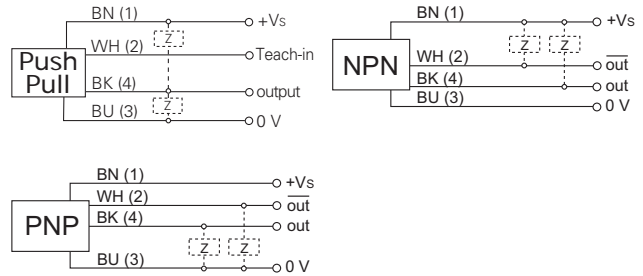 BN (1) +Vs
Z
WH (2) Teach-in
Push
Pull
BK (4) output
Z
BU (3) 0 V
BN (1) +Vs
Z Z
NPN
WH (2) out
BK (4) out
BU (3) 0 V
BN (1) +Vs
WH (2) out
PNP
BK (4) out
Z Z
BU (3) 0 V